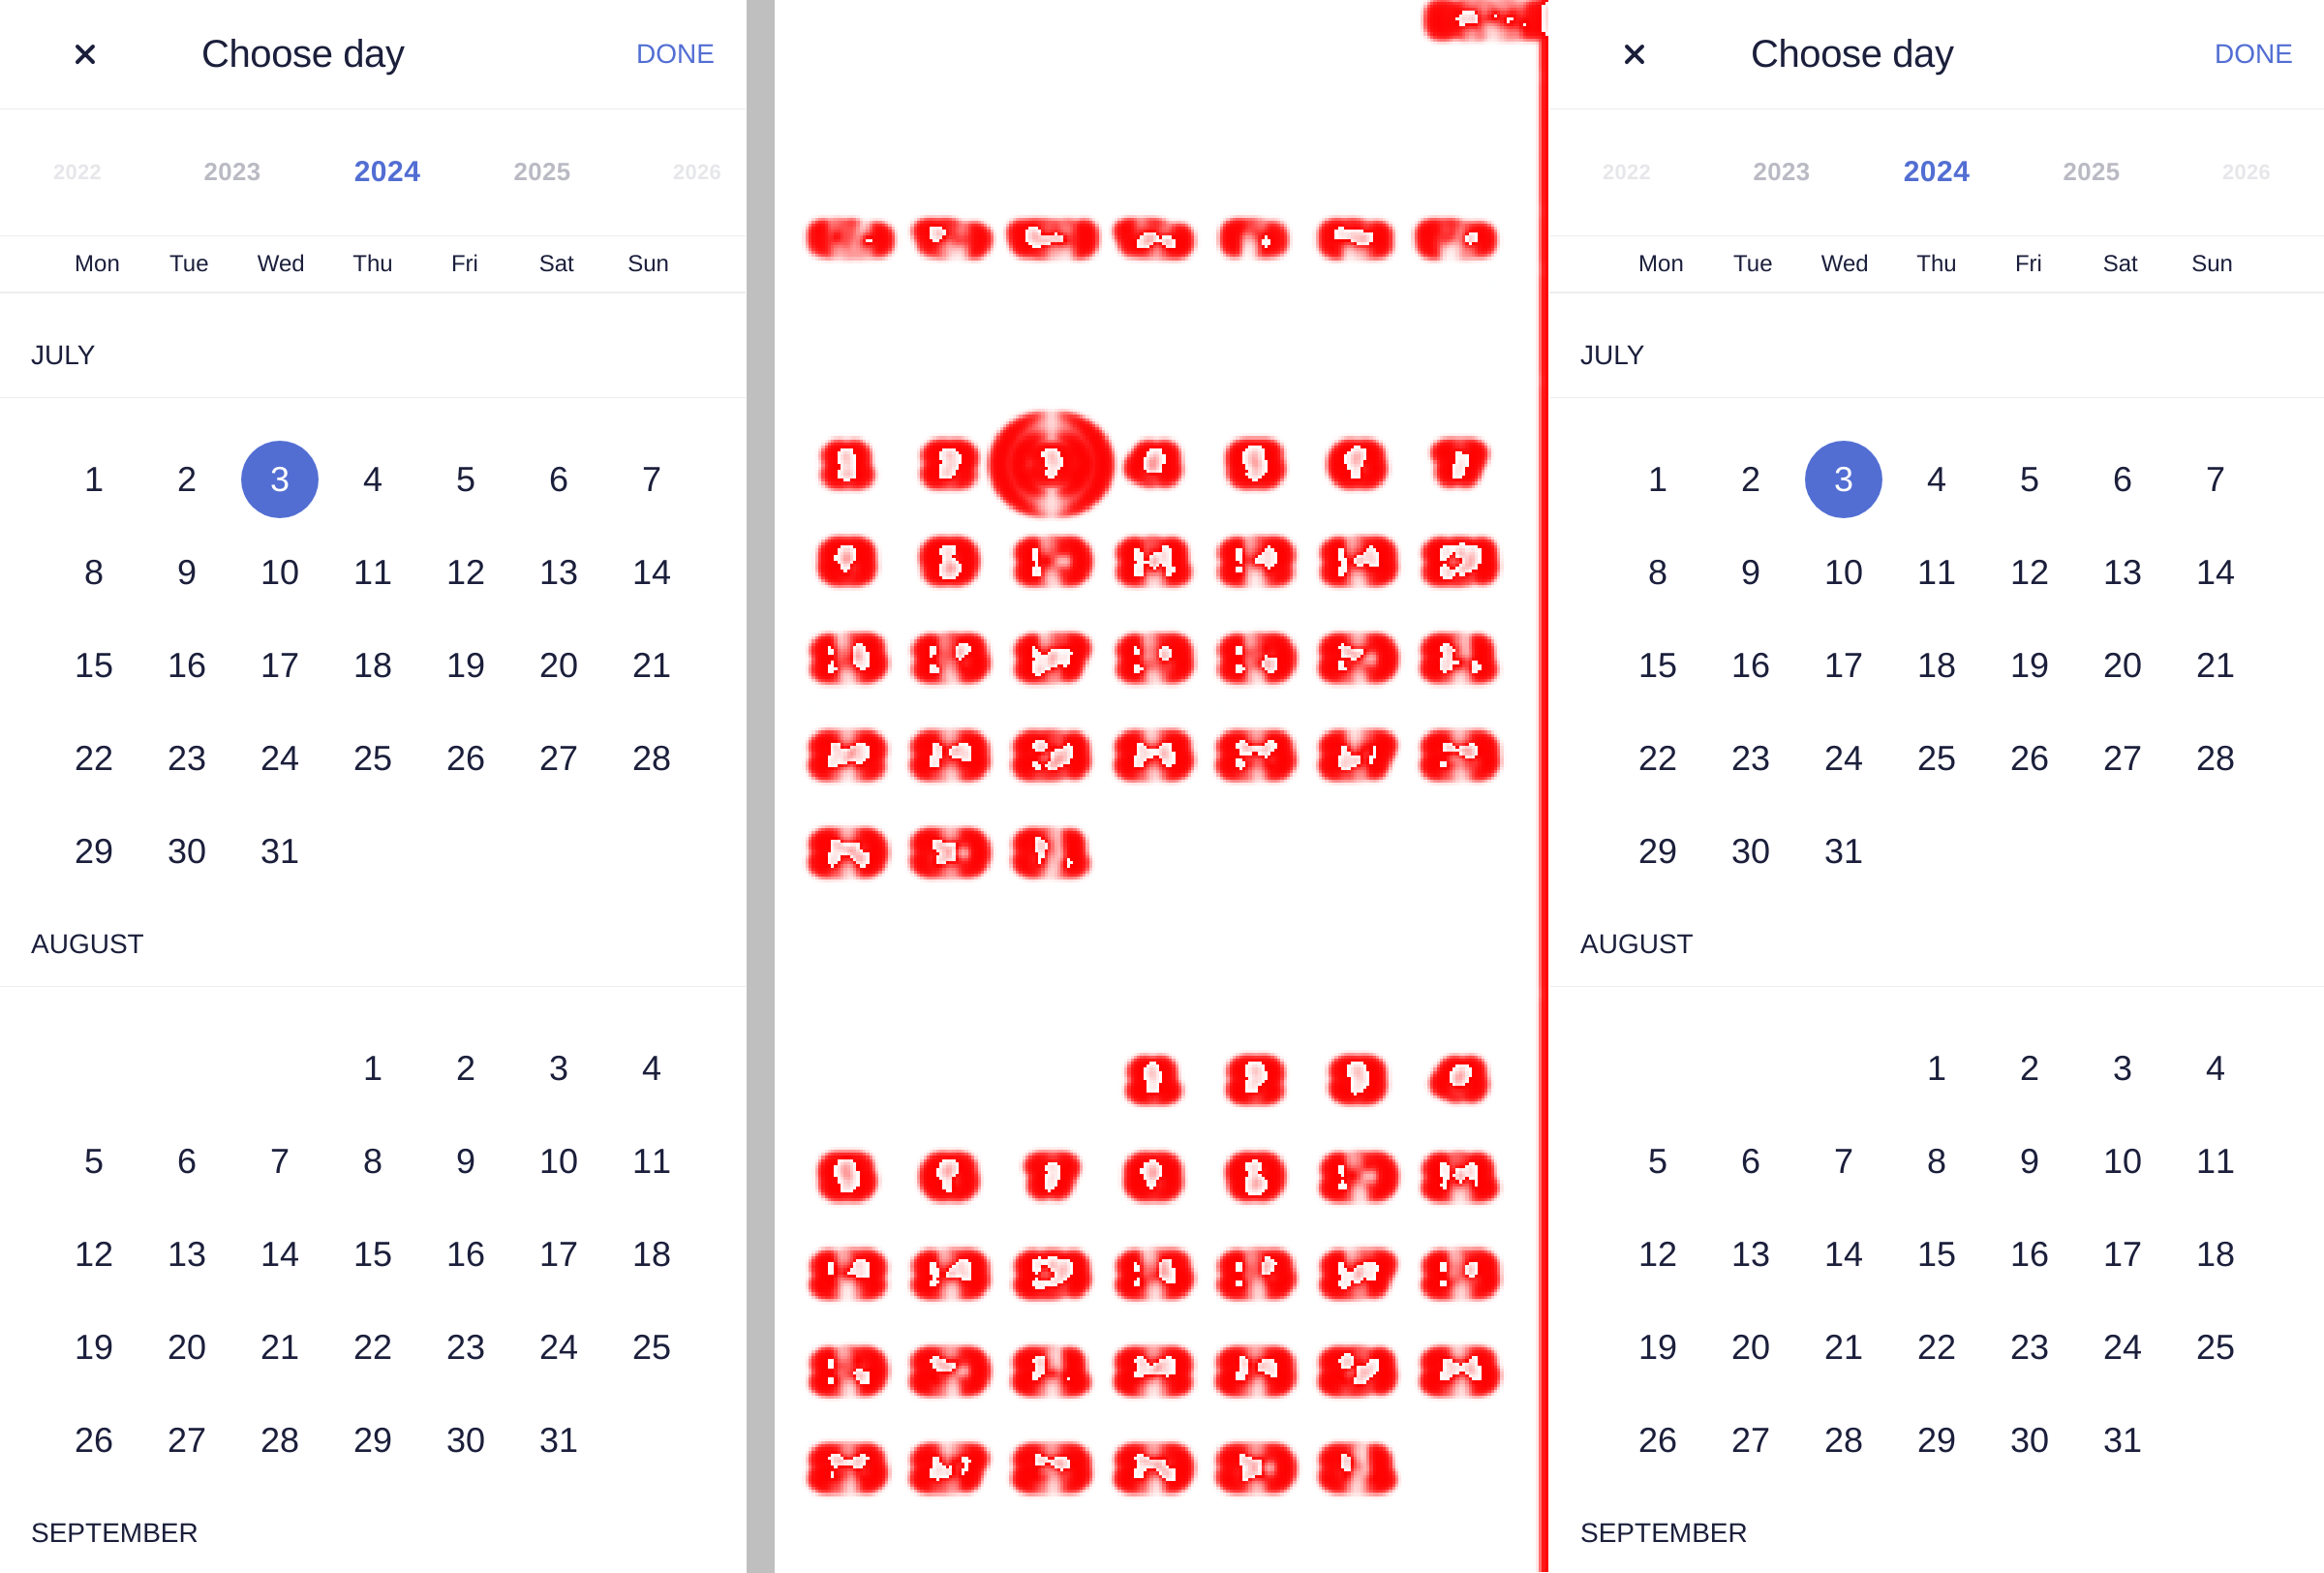 Choose day DONE
2022 2023 2024 2025 2026
Mon Tue Wed Thu Fri Sat Sun
JULY
1 2 3 4 5 6 7
8 9 10 11 12 13 14
15 16 17 18 19 20 21
22 23 24 25 26 27 28
29 30 31
AUGUST
1 2 3 4
5 6 7 8 9 10 11
12 13 14 15 16 17 18
19 20 21 22 23 24 25
26 27 28 29 30 31
SEPTEMBER
Choose day DONE
2022 2023 2024 2025 2026
Mon Tue Wed Thu Fri Sat Sun
JULY
1 2 3 4 5 6 7
8 9 10 11 12 13 14
15 16 17 18 19 20 21
22 23 24 25 26 27 28
29 30 31
AUGUST
1 2 3 4
5 6 7 8 9 10 11
12 13 14 15 16 17 18
19 20 21 22 23 24 25
26 27 28 29 30 31
SEPTEMBER